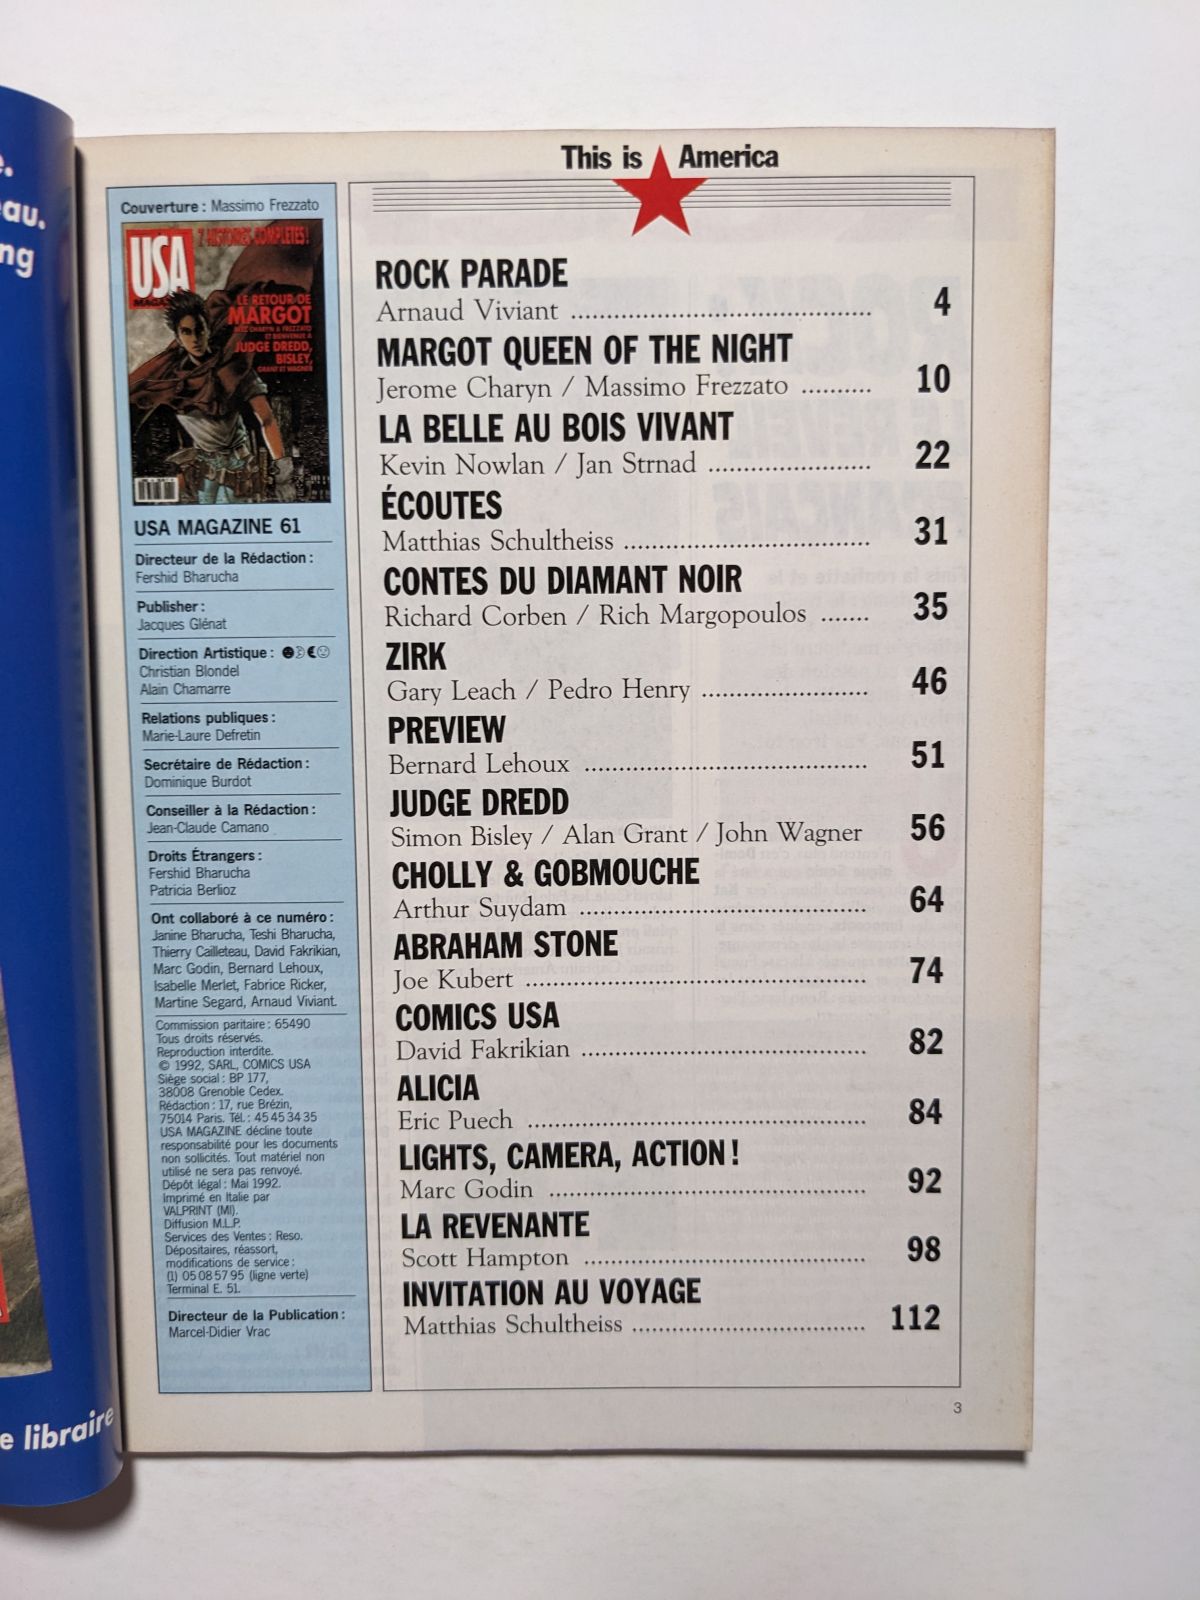 e.
eau.
ng
e libraire
This is America
Couverture : Massimo Frezzato
7 HISTOIRES COMPLETES!
USA
MAGAZINE
LE RETOUR DE
MARGOT
AVEC CHARYN & FREZZATO
ET BIENVENUE A
JUDGE DREDD,
BISLEY,
GRANT ET WAGNER
USA MAGAZINE 61
Directeur de la Rédaction :
Fershid Bharucha
Publisher :
Jacques Glénat
Direction Artistique :
Christian Blondel
Alain Chamarre
Relations publiques :
Marie-Laure Defretin
Secrétaire de Rédaction :
Dominique Burdot
Conseiller à la Rédaction :
Jean-Claude Camano
Droits Étrangers :
Fershid Bharucha
Patricia Berlioz
Ont collaboré à ce numéro :
Janine Bharucha, Teshi Bharucha,
Thierry Cailleteau, David Fakrikian,
Marc Godin, Bernard Lehoux,
Isabelle Merlet, Fabrice Ricker,
Martine Segard, Arnaud Viviant.
Commission paritaire : 65490
Tous droits réservés.
Reproduction interdite.
© 1992, SARL, COMICS USA
Siège social : BP 177,
38008 Grenoble Cedex.
Rédaction : 17, rue Brézin,
75014 Paris. Tél. : 45 45 34 35
USA MAGAZINE décline toute
responsabilité pour les documents
non sollicités. Tout matériel non
utilisé ne sera pas renvoyé.
Dépôt légal : Mai 1992.
Imprimé en Italie par
VALPRINT (MI).
Diffusion M.L.P.
Services des Ventes : Reso.
Dépositaires, réassort,
modifications de service :
(1) 05 08 57 95 (ligne verte)
Terminal E. 51.
Directeur de la Publication :
Marcel-Didier Vrac
ROCK PARADE
Arnaud Viviant ........................................ 4
MARGOT QUEEN OF THE NIGHT
Jerome Charyn / Massimo Frezzato .......... 10
LA BELLE AU BOIS VIVANT
Kevin Nowlan / Jan Strnad ...................... 22
ÉCOUTES
Matthias Schultheiss ................................. 31
CONTES DU DIAMANT NOIR
Richard Corben / Rich Margopoulos ....... 35
ZIRK
Gary Leach / Pedro Henry ....................... 46
PREVIEW
Bernard Lehoux ....................................... 51
JUDGE DREDD
Simon Bisley / Alan Grant / John Wagner 56
CHOLLY & GOBMOUCHE
Arthur Suydam ....................................... 64
ABRAHAM STONE
Joe Kubert .............................................. 74
COMICS USA
David Fakrikian ...................................... 82
ALICIA
Eric Puech .............................................. 84
LIGHTS, CAMERA, ACTION !
Marc Godin ........................................... 92
LA REVENANTE
Scott Hampton ....................................... 98
INVITATION AU VOYAGE
Matthias Schultheiss ................................ 112
3